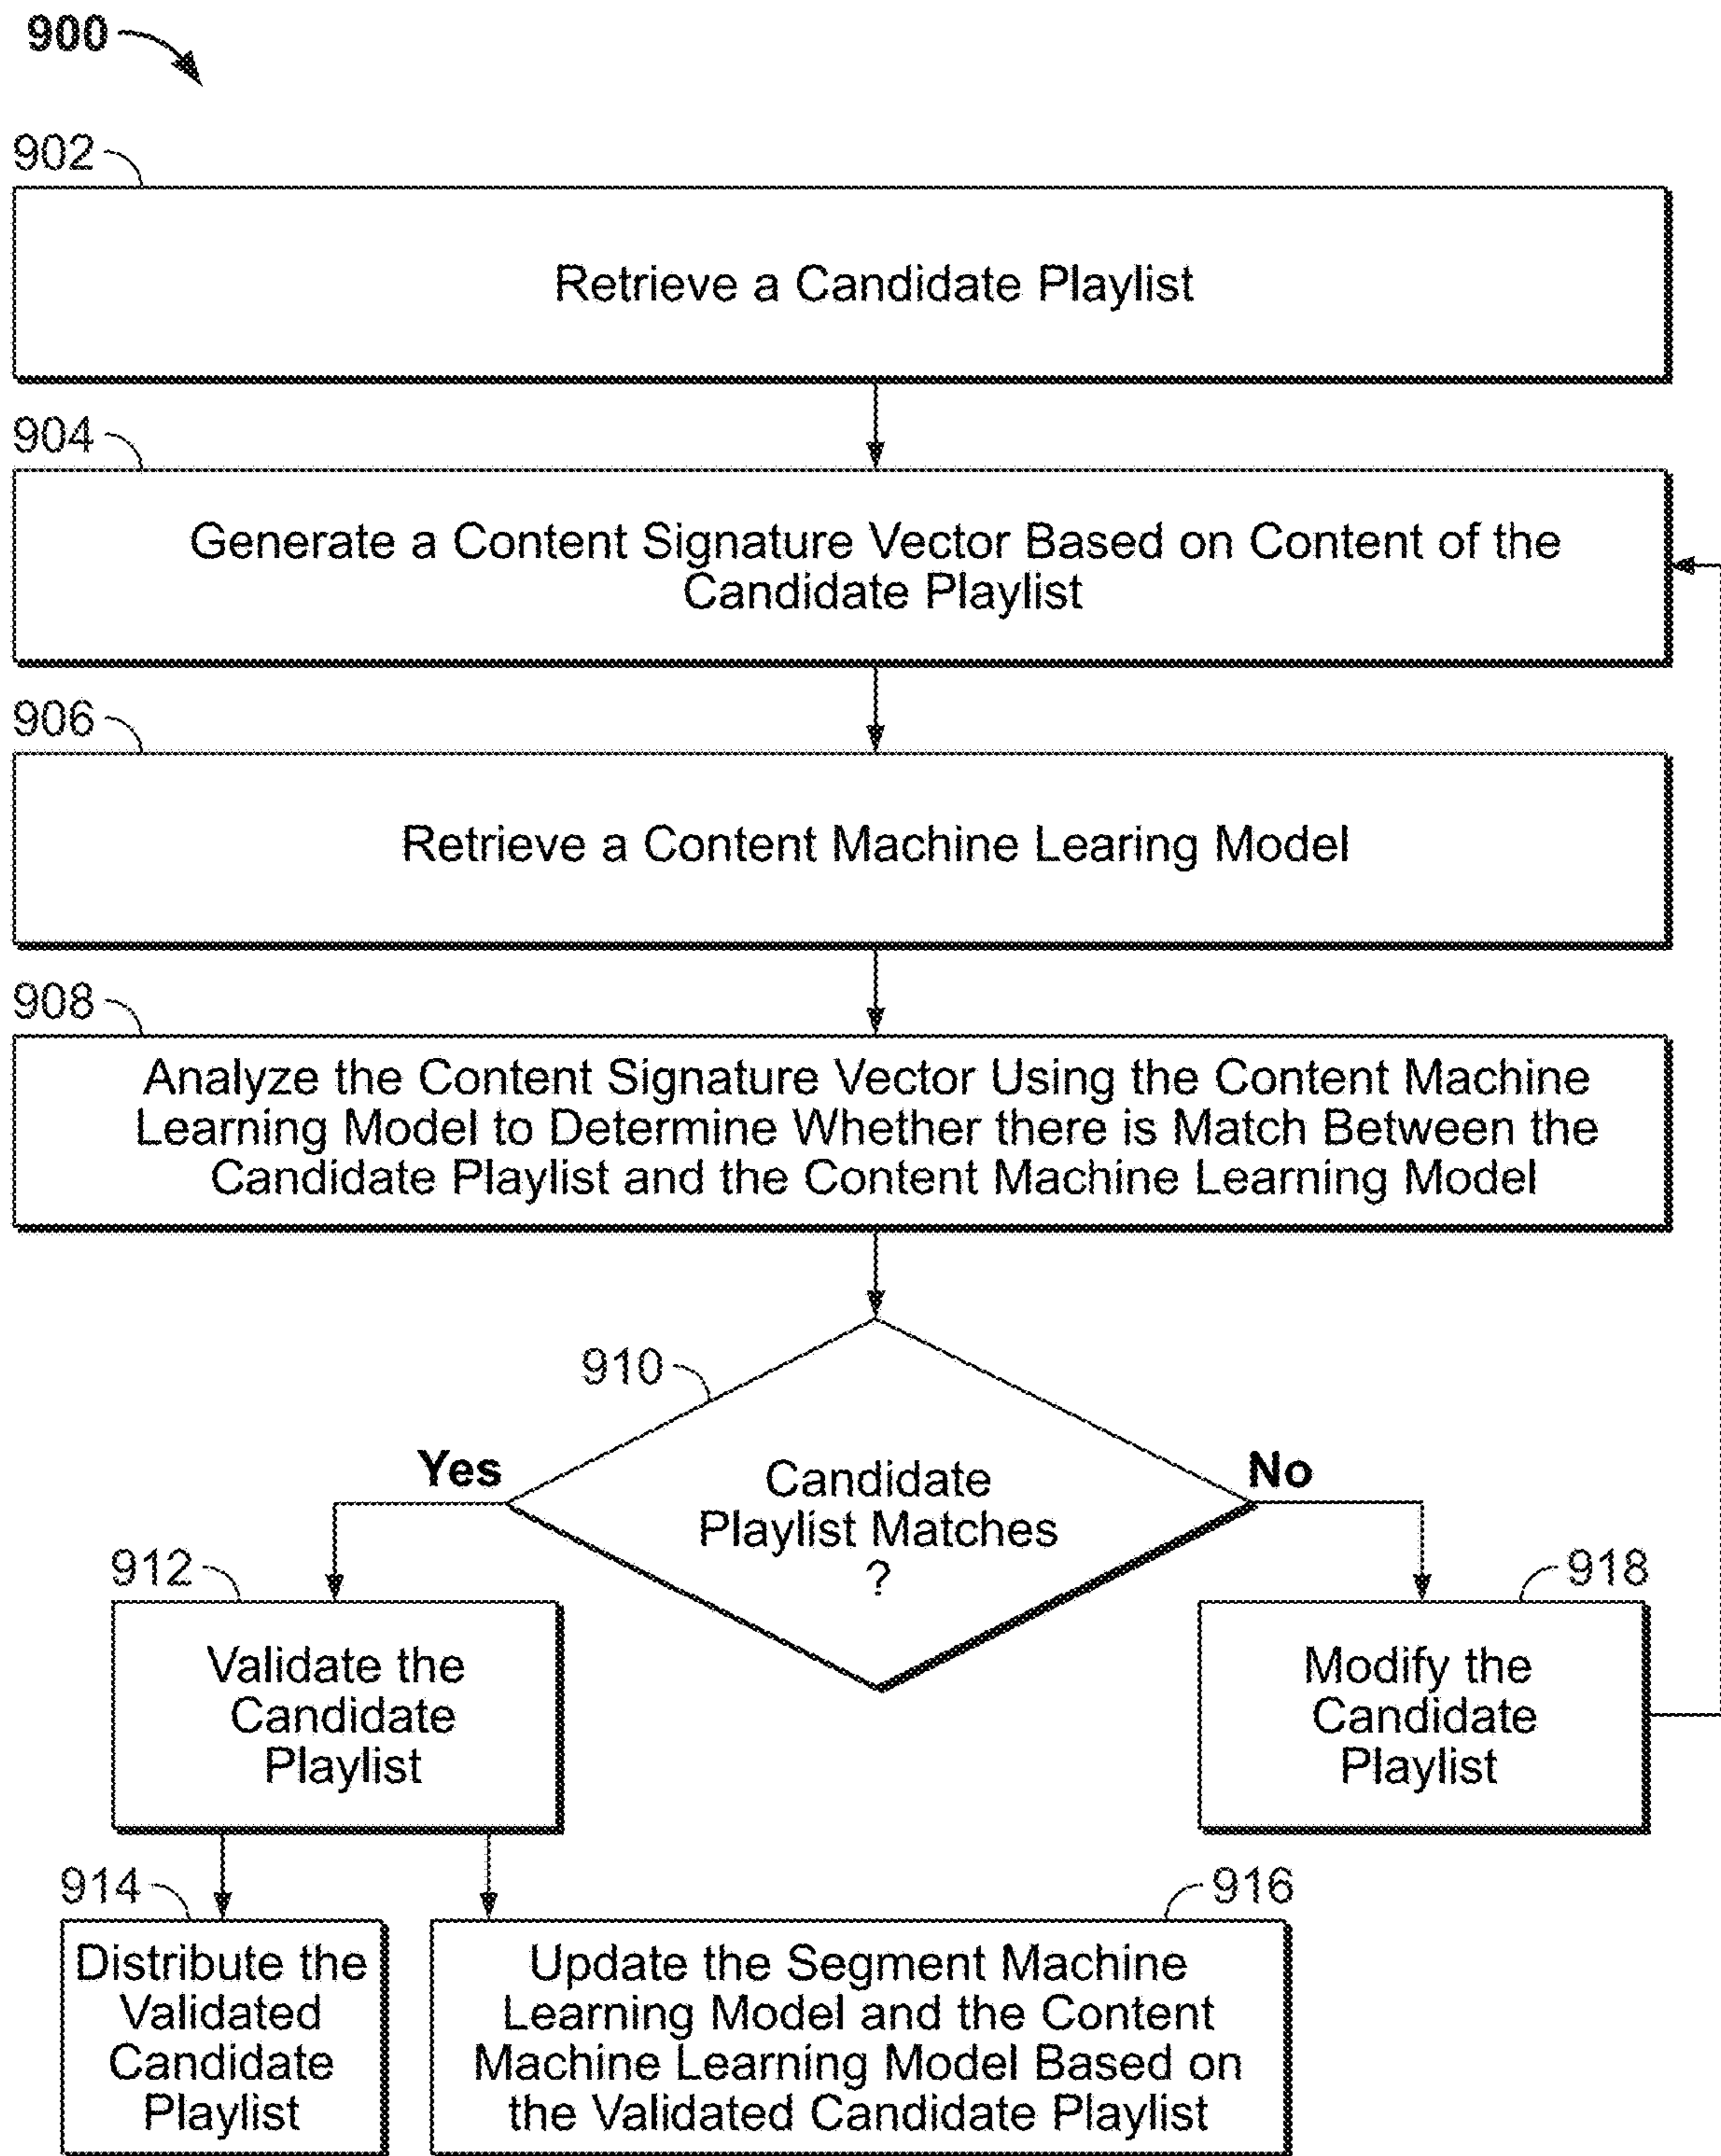 900
902
Retrieve a Candidate Playlist
904
Generate a Content Signature Vector Based on Content of the
Candidate Playlist
906
Retrieve a Content Machine Learing Model
908
Analyze the Content Signature Vector Using the Content Machine
Learning Model to Determine Whether there is Match Between the
Candidate Playlist and the Content Machine Learning Model
910
Yes
Candidate
Playlist Matches
?
No
912
Validate the
Candidate
Playlist
918
Modify the
Candidate
Playlist
914
Distribute the
Validated
Candidate
Playlist
916
Update the Segment Machine
Learning Model and the Content
Machine Learning Model Based on
the Validated Candidate Playlist